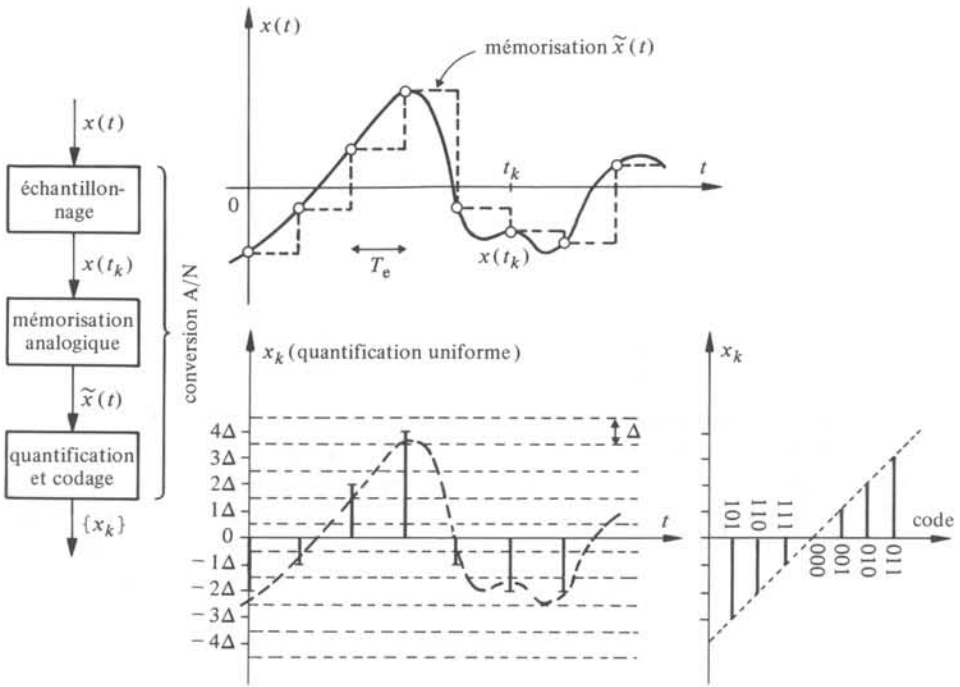 x(t)
échantillon-
nage
x(t_k)
mémorisation
analogique
x̃(t)
quantification
et codage
{x_k}
conversion A/N
x(t)
mémorisation x̃(t)
t_k
t
0
T_e
x(t_k)
x_k (quantification uniforme)
Δ
4Δ
3Δ
2Δ
1Δ
0
t
−1Δ
−2Δ
−3Δ
−4Δ
x_k
code
101
110
111
000
001
010
011